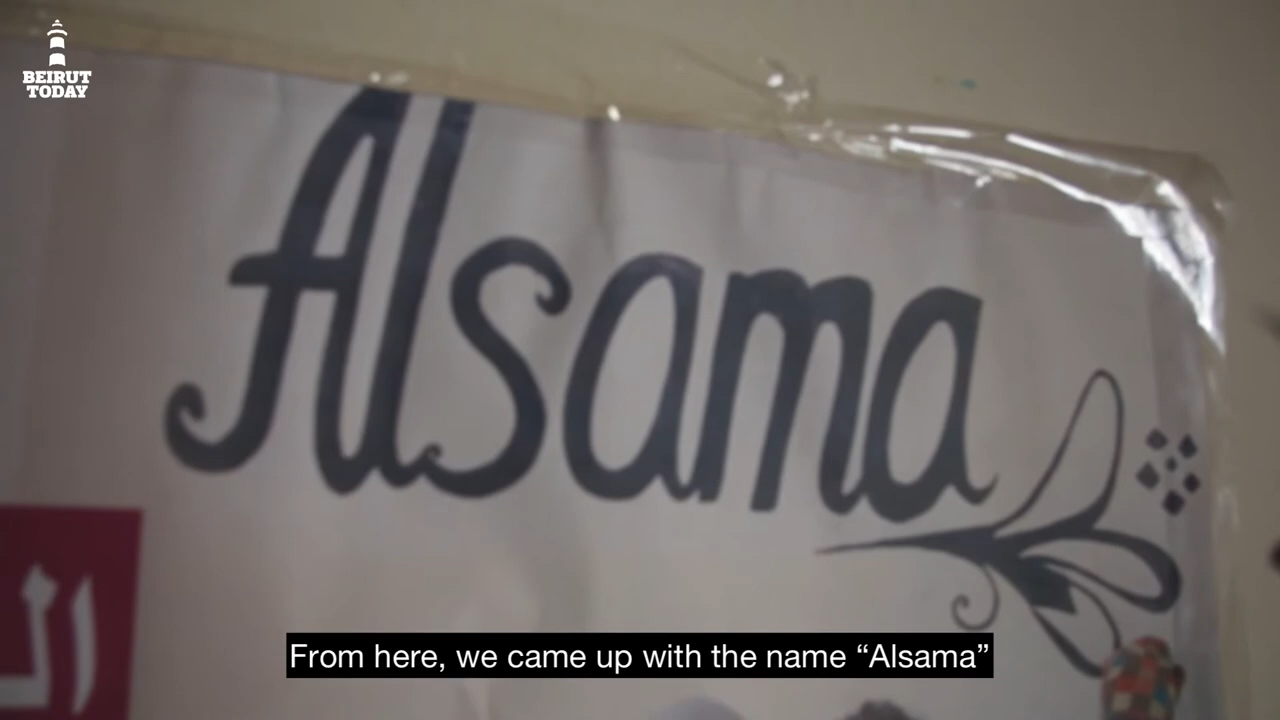 BEIRUT
TODAY
Alsama
From here, we came up with the name “Alsama”